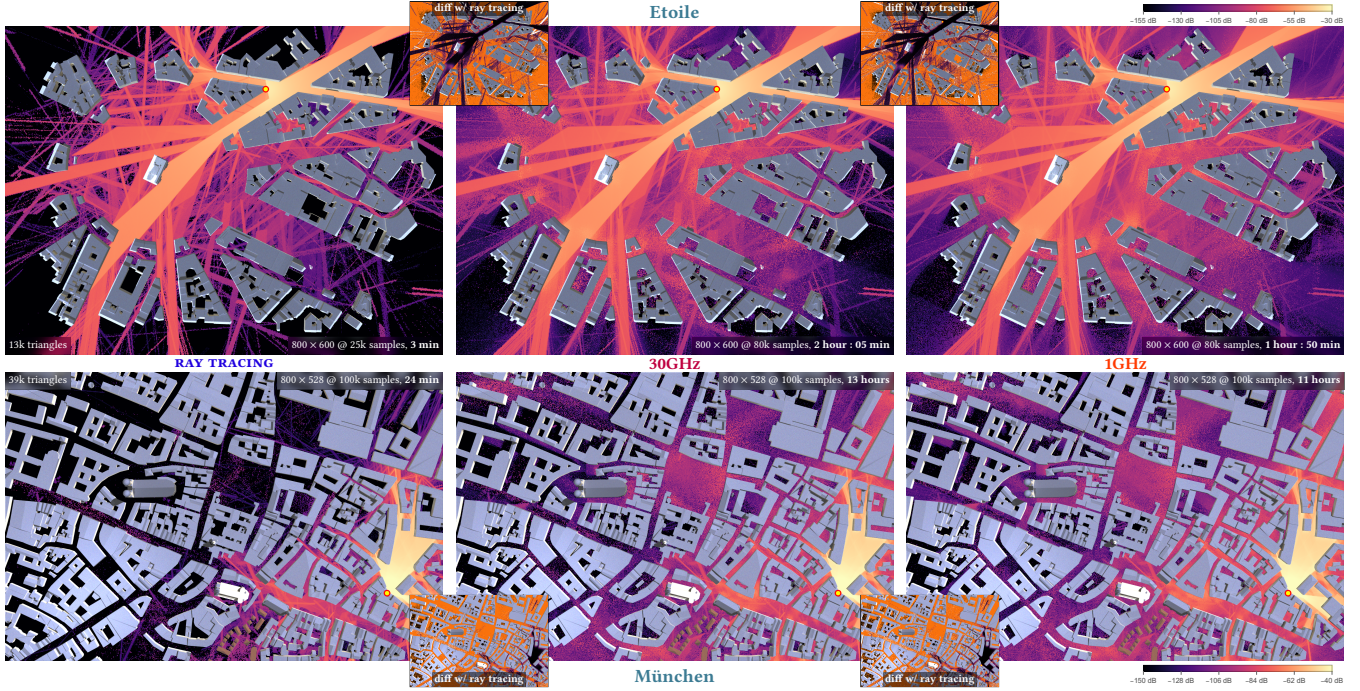 diff w/ ray tracing
Etoile
diff w/ ray tracing
−155 dB −130 dB −105 dB −80 dB −55 dB −30 dB
13k triangles
800 × 600 @ 25k samples, 3 min
800 × 600 @ 80k samples, 2 hour : 05 min
800 × 600 @ 80k samples, 1 hour : 50 min
RAY TRACING
30GHz
1GHz
39k triangles
800 × 528 @ 100k samples, 24 min
800 × 528 @ 100k samples, 13 hours
800 × 528 @ 100k samples, 11 hours
diff w/ ray tracing
München
diff w/ ray tracing
−150 dB −128 dB −106 dB −84 dB −62 dB −40 dB